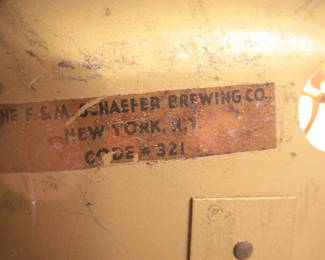 THE F. & M. SCHAEFER BREWING CO.,
NEW YORK, N.Y.
CODE # 321